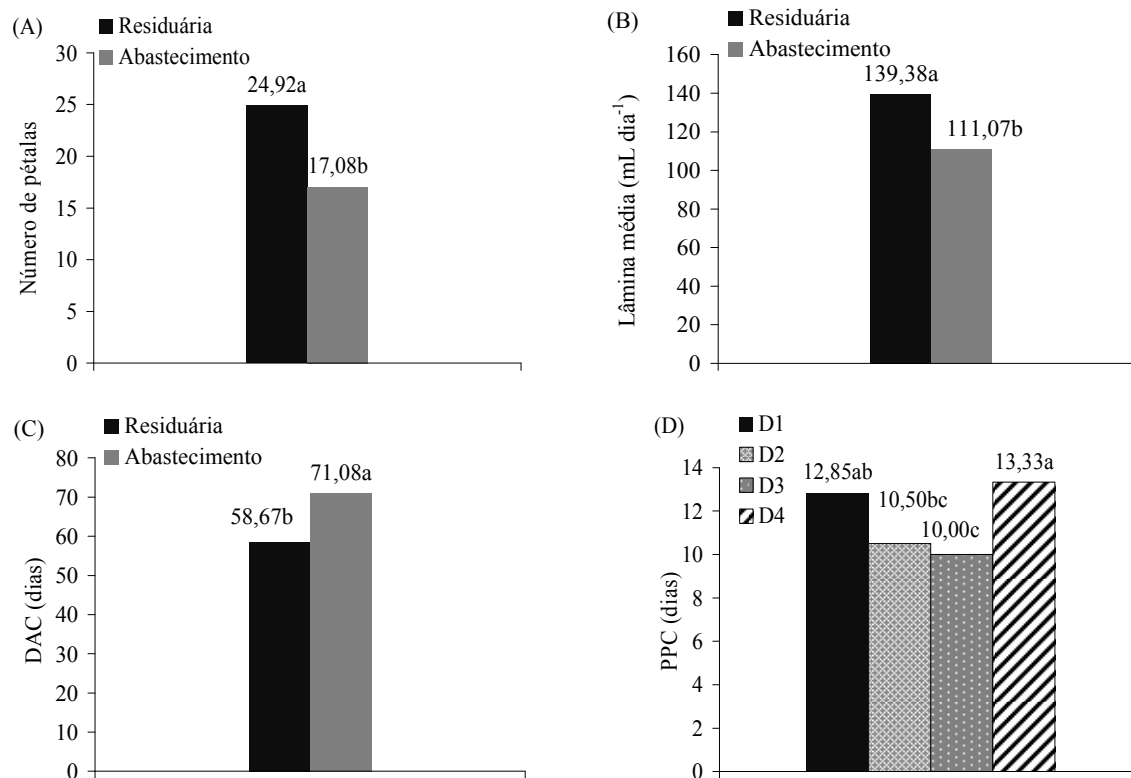 (A)
Residuária
Abastecimento
Número de pétalas
30
25
20
15
10
5
0
24,92a
17,08b
(B)
Residuária
Abastecimento
Lâmina média (mL dia-1)
160
140
120
100
80
60
40
20
0
139,38a
111,07b
(C)
Residuária
Abastecimento
DAC (dias)
80
70
60
50
40
30
20
10
0
58,67b
71,08a
(D)
D1
D2
D3
D4
PPC (dias)
14
12
10
8
6
4
2
0
12,85ab
10,50bc
10,00c
13,33a